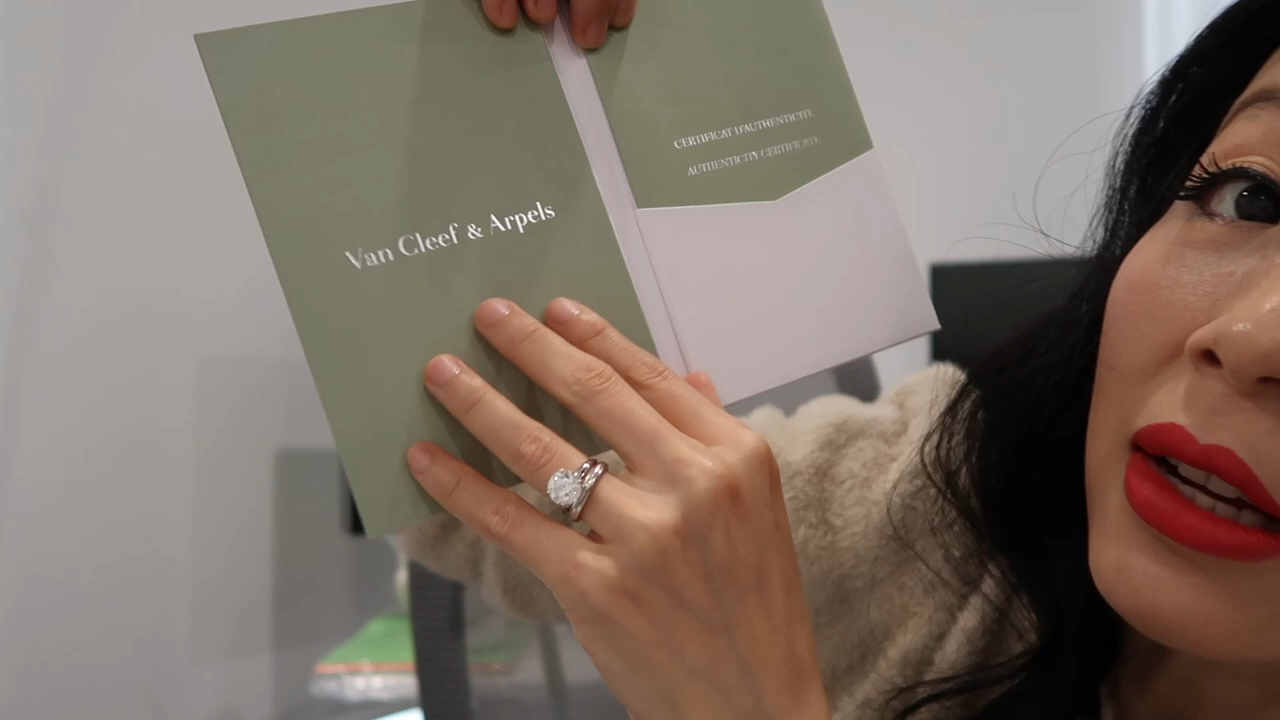 Van Cleef & Arpels
CERTIFICAT D'AUTHENTICITÉ
AUTHENTICITY CERTIFICATE